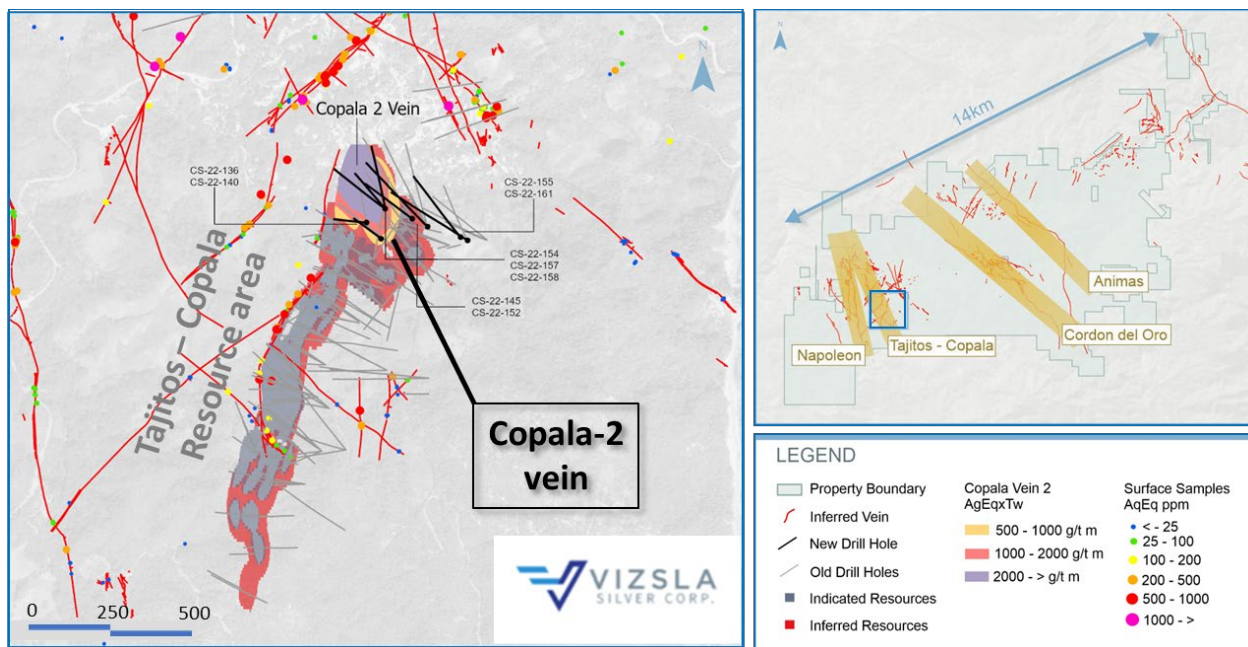 N
Copala 2 Vein
CS-22-136
CS-22-140
CS-22-155
CS-22-161
CS-22-154
CS-22-157
CS-22-158
CS-22-145
CS-22-152
Tajitos – Copala
Resource area
Copala-2
vein
0 250 500
VIZSLA
SILVER CORP.
N
14km
Animas
Cordon del Oro
Tajitos - Copala
Napoleon
LEGEND
Property Boundary
Inferred Vein
New Drill Hole
Old Drill Holes
Indicated Resources
Inferred Resources
Copala Vein 2
AgEqxTw
500 - 1000 g/t m
1000 - 2000 g/t m
2000 - > g/t m
Surface Samples
AqEq ppm
< - 25
25 - 100
100 - 200
200 - 500
500 - 1000
1000 - >